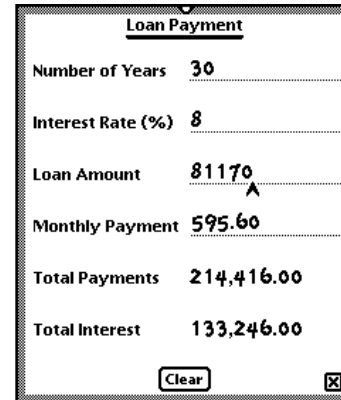 Loan Payment
Number of Years 30
Interest Rate (%) 8
Loan Amount 81170
Monthly Payment 595.60
Total Payments 214,416.00
Total Interest 133,246.00
Clear